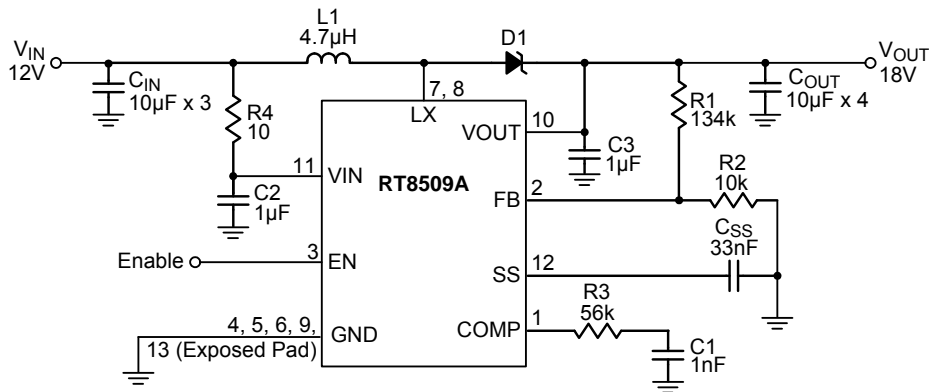 L1
4.7µH
D1
VIN
12V
VOUT
18V
CIN
10µF x 3
R4
10
7, 8
LX
VOUT
10
R1
134k
COUT
10µF x 4
C3
1µF
11
VIN
RT8509A
FB
2
R2
10k
C2
1µF
CSS
33nF
Enable
3
EN
SS
12
4, 5, 6, 9,
13 (Exposed Pad)
GND
COMP
1
R3
56k
C1
1nF